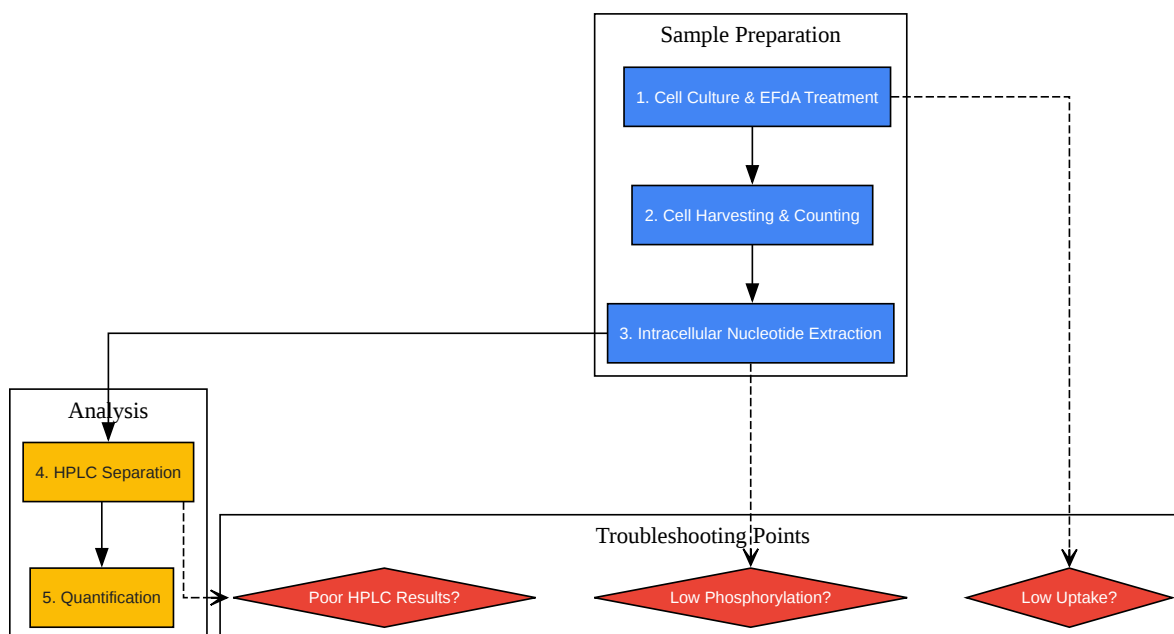 Sample Preparation
1. Cell Culture & EFdA Treatment
2. Cell Harvesting & Counting
3. Intracellular Nucleotide Extraction
Analysis
4. HPLC Separation
5. Quantification
Troubleshooting Points
Poor HPLC Results?
Low Phosphorylation?
Low Uptake?